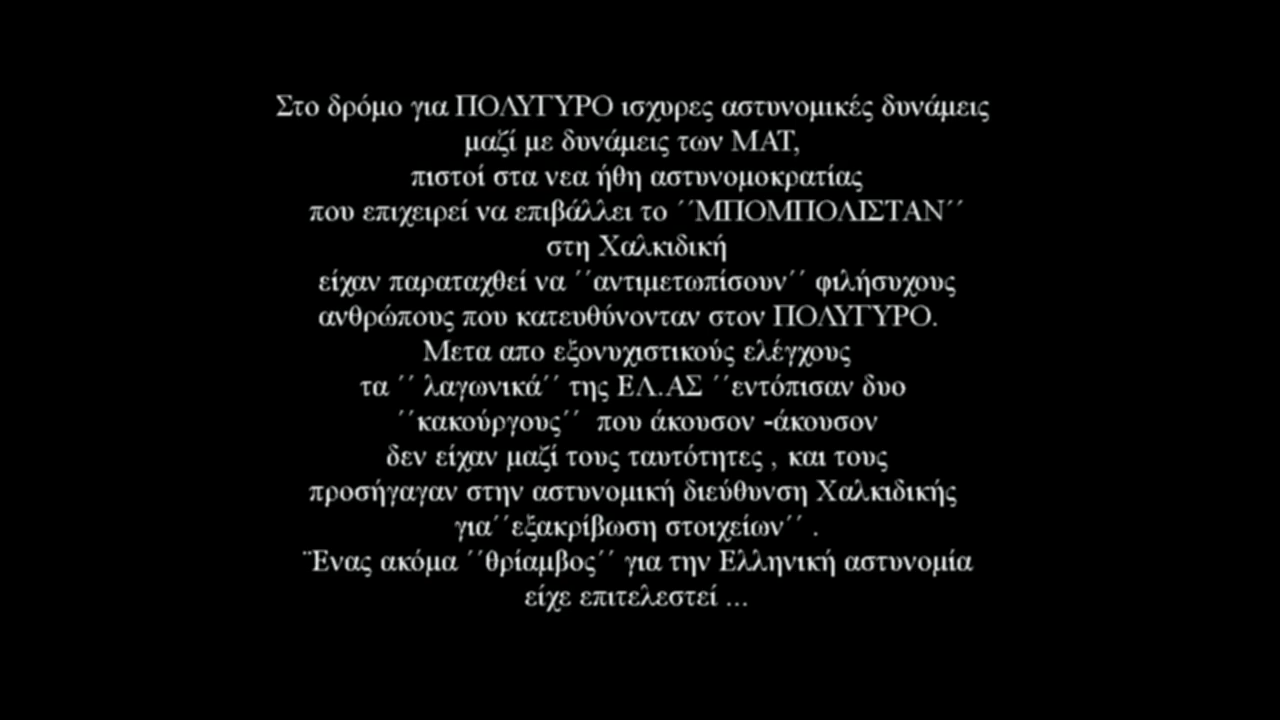 Στο δρόμο για ΠΟΛΥΓΥΡΟ ισχυρες αστυνομικές δυνάμεις
μαζί με δυνάμεις των ΜΑΤ,
πιστοί στα νεα ήθη αστυνομοκρατίας
που επιχειρεί να επιβάλλει το ´´ΜΠΟΜΠΟΛΙΣΤΑΝ´´
στη Χαλκιδική
είχαν παραταχθεί να ´´αντιμετωπίσουν´´ φιλήσυχους
ανθρώπους που κατευθύνονταν στον ΠΟΛΥΓΥΡΟ.
Μετα απο εξονυχιστικούς ελέγχους
τα ´´ λαγωνικά´´ της ΕΛ.ΑΣ ´´εντόπισαν δυο
´´κακούργους´´ που άκουσον -άκουσον
δεν είχαν μαζί τους ταυτότητες , και τους
προσήγαγαν στην αστυνομική διεύθυνση Χαλκιδικής
για´´εξακρίβωση στοιχείων´´ .
¨Ενας ακόμα ´´θρίαμβος´´ για την Ελληνική αστυνομία
είχε επιτελεστεί ...